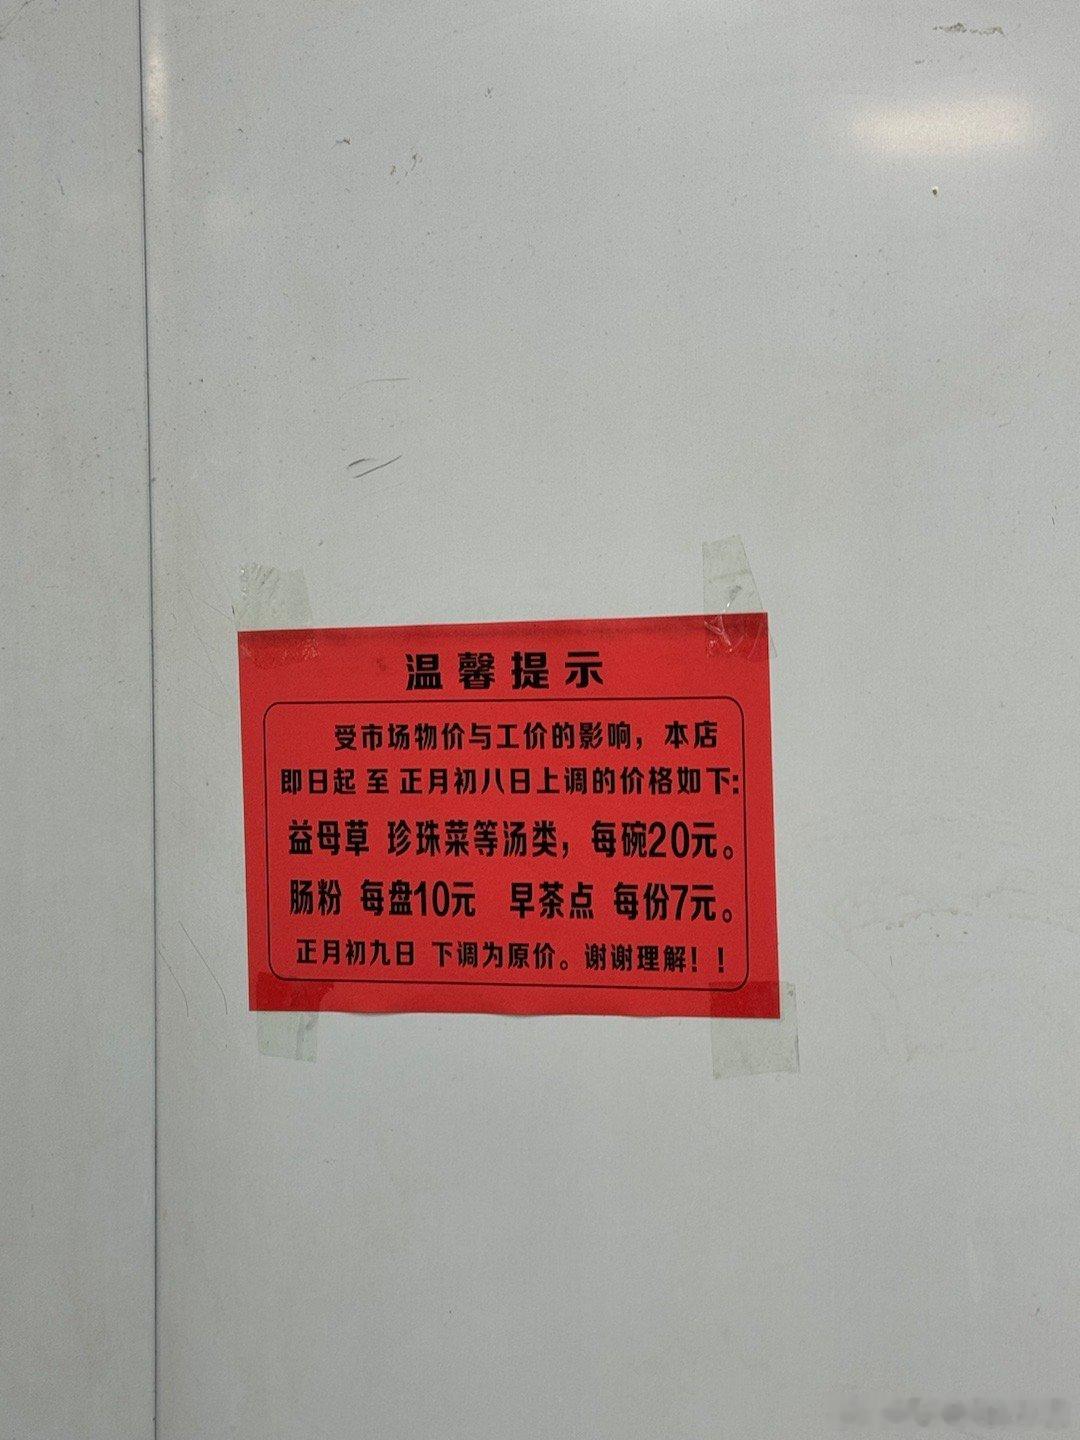 温馨提示
受市场物价与工价的影响，本店
即日起 至 正月初八日上调的价格如下:
益母草 珍珠菜等汤类，每碗20元。
肠粉 每盘10元 早茶点 每份7元。
正月初九日 下调为原价。谢谢理解！！